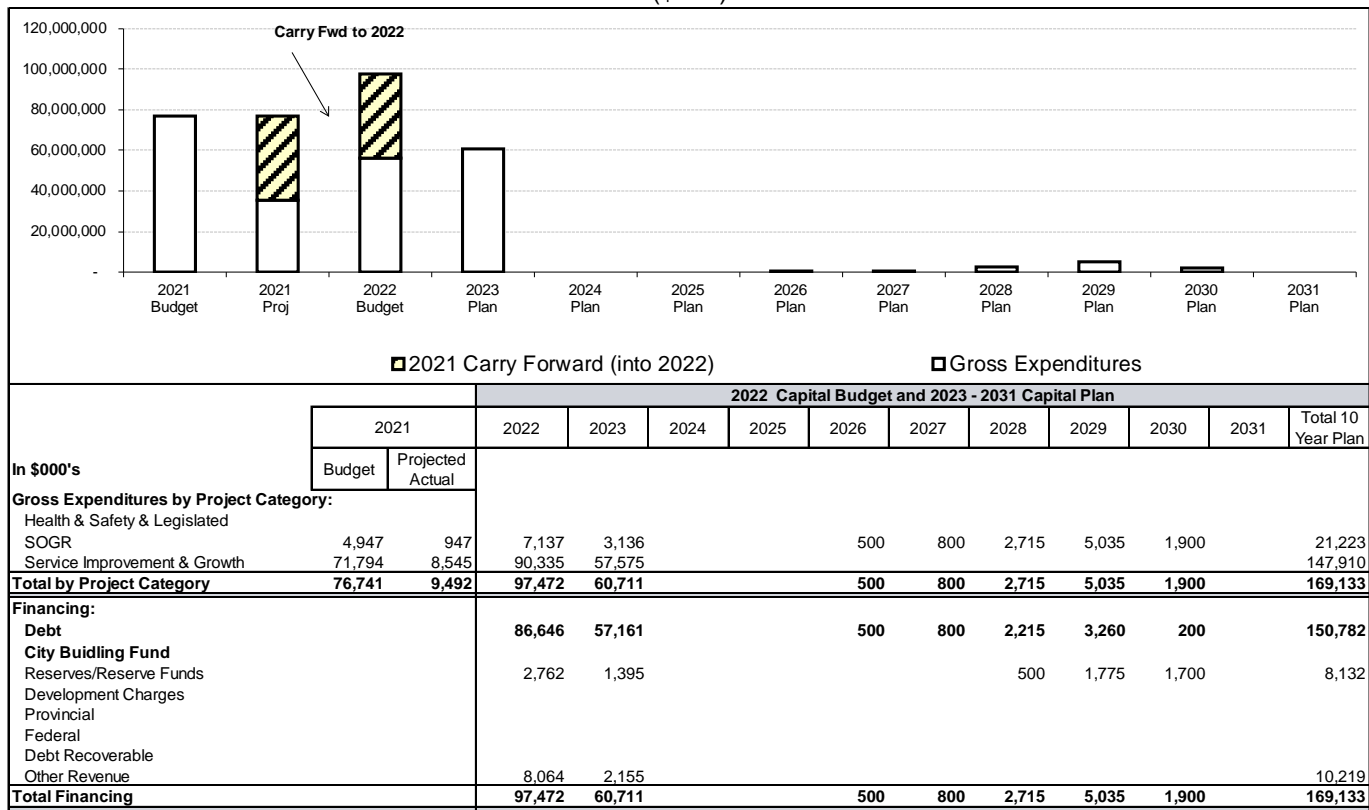 Carry Fwd to 2022
120,000,000
100,000,000
80,000,000
60,000,000
40,000,000
20,000,000
-
2021 Budget 2021 Proj 2022 Budget 2023 Plan 2024 Plan 2025 Plan 2026 Plan 2027 Plan 2028 Plan 2029 Plan 2030 Plan 2031 Plan
2021 Carry Forward (into 2022) Gross Expenditures
2022 Capital Budget and 2023 - 2031 Capital Plan
2021 2022 2023 2024 2025 2026 2027 2028 2029 2030 2031 Total 10 Year Plan
In $000's Budget Projected Actual
Gross Expenditures by Project Category:
Health & Safety & Legislated
SOGR 4,947 947 7,137 3,136 500 800 2,715 5,035 1,900 21,223
Service Improvement & Growth 71,794 8,545 90,335 57,575 147,910
Total by Project Category 76,741 9,492 97,472 60,711 500 800 2,715 5,035 1,900 169,133
Financing:
Debt 86,646 57,161 500 800 2,215 3,260 200 150,782
City Buidling Fund
Reserves/Reserve Funds 2,762 1,395 500 1,775 1,700 8,132
Development Charges
Provincial
Federal
Debt Recoverable
Other Revenue 8,064 2,155 10,219
Total Financing 97,472 60,711 500 800 2,715 5,035 1,900 169,133